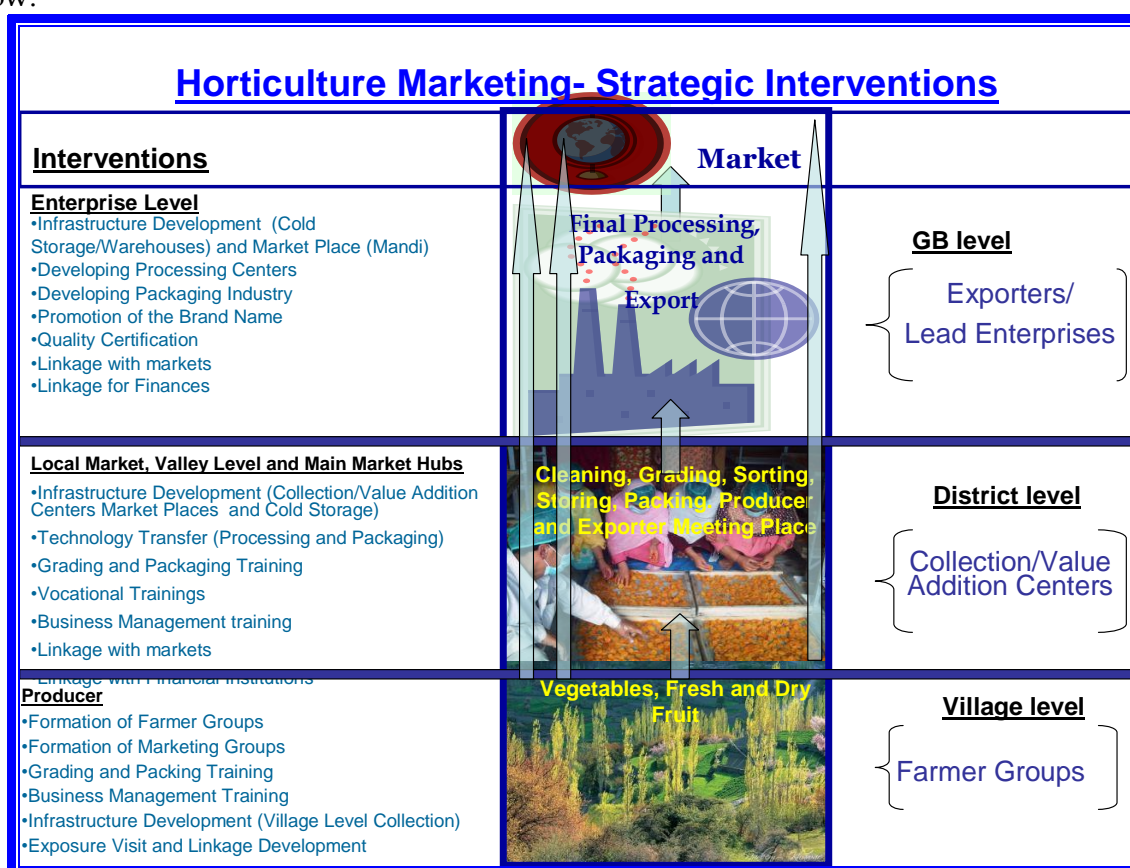 Horticulture Marketing- Strategic Interventions
Interventions
Market
Enterprise Level
•Infrastructure Development (Cold
Storage/Warehouses) and Market Place (Mandi)
•Developing Processing Centers
•Developing Packaging Industry
•Promotion of the Brand Name
•Quality Certification
•Linkage with markets
•Linkage for Finances
Final Processing,
Packaging and
Export
GB level
Exporters/
Lead Enterprises
Local Market, Valley Level and Main Market Hubs
•Infrastructure Development (Collection/Value Addition
Centers Market Places and Cold Storage)
•Technology Transfer (Processing and Packaging)
•Grading and Packaging Training
•Vocational Trainings
•Business Management training
•Linkage with markets
•Linkage with Financial Institutions
Cleaning, Grading, Sorting,
Storing, Packing. Producer
and Exporter Meeting Place
District level
Collection/Value
Addition Centers
Producer
•Formation of Farmer Groups
•Formation of Marketing Groups
•Grading and Packing Training
•Business Management Training
•Infrastructure Development (Village Level Collection)
•Exposure Visit and Linkage Development
Vegetables, Fresh and Dry
Fruit
Village level
Farmer Groups